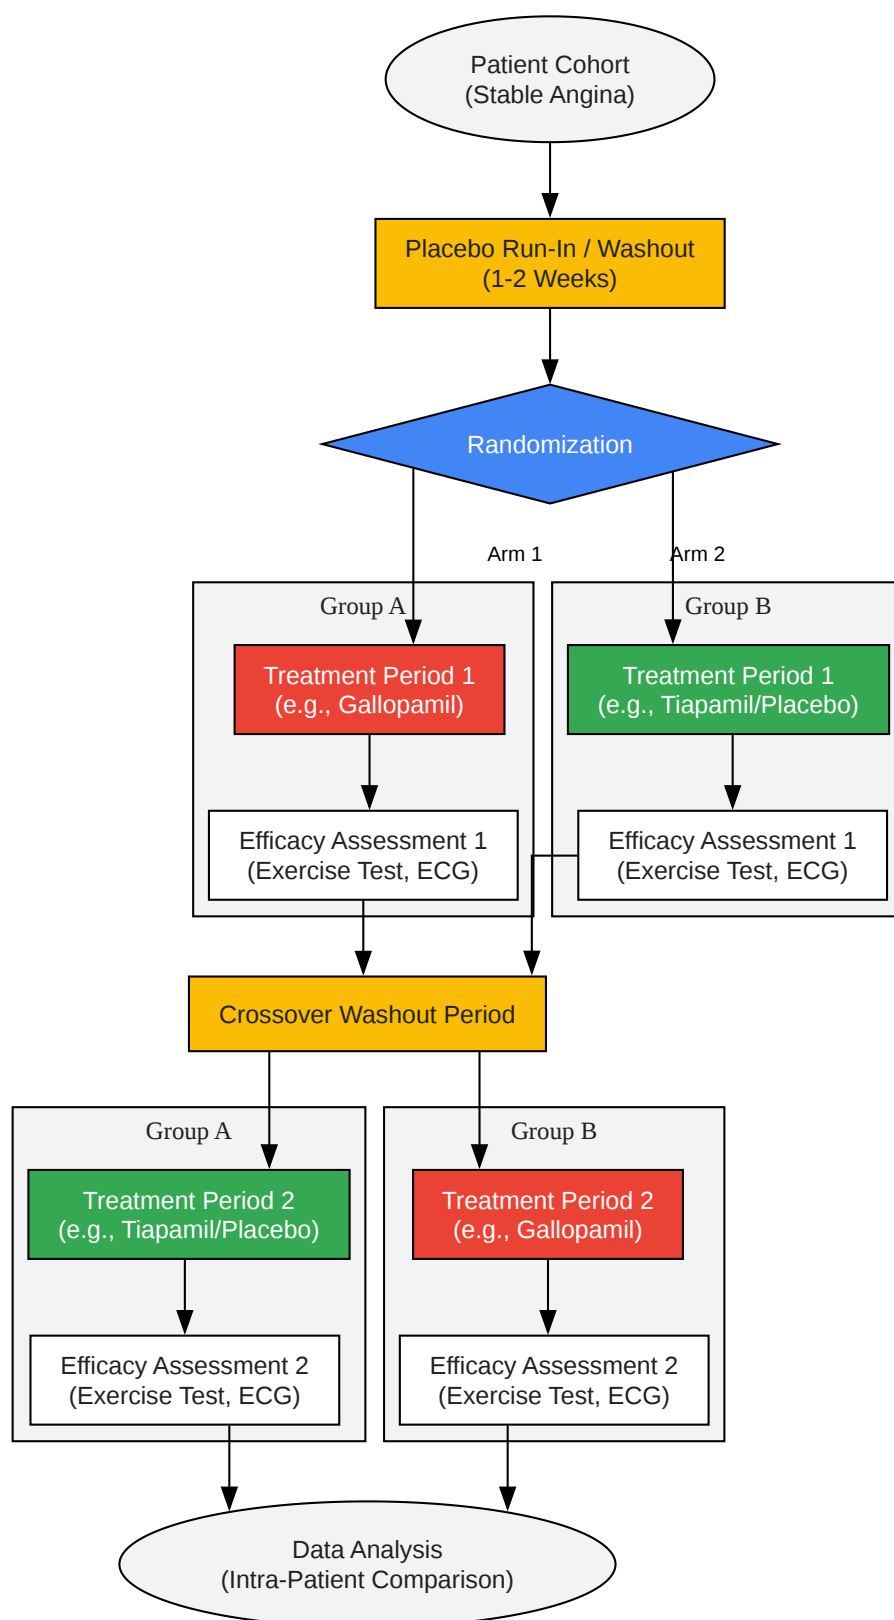 Patient Cohort
(Stable Angina)
Placebo Run-In / Washout
(1-2 Weeks)
Randomization
Arm 1
Arm 2
Group A
Group B
Treatment Period 1
(e.g., Gallopamil)
Treatment Period 1
(e.g., Tiapamil/Placebo)
Efficacy Assessment 1
(Exercise Test, ECG)
Efficacy Assessment 1
(Exercise Test, ECG)
Crossover Washout Period
Group A
Group B
Treatment Period 2
(e.g., Tiapamil/Placebo)
Treatment Period 2
(e.g., Gallopamil)
Efficacy Assessment 2
(Exercise Test, ECG)
Efficacy Assessment 2
(Exercise Test, ECG)
Data Analysis
(Intra-Patient Comparison)